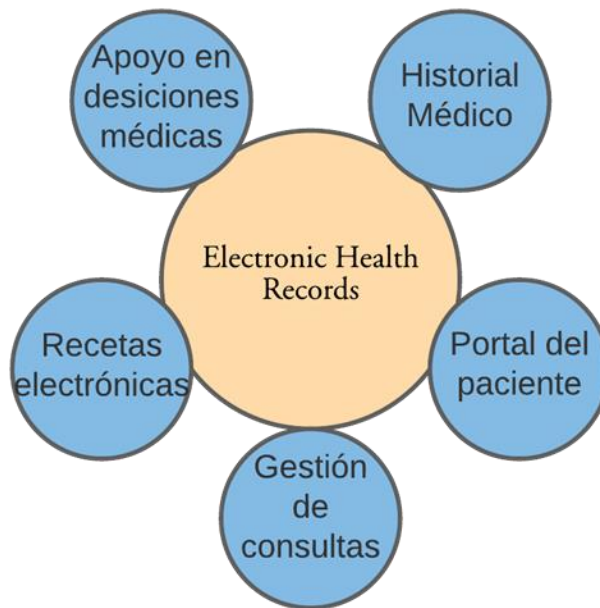 Apoyo en
desiciones
médicas
Historial
Médico
Electronic Health
Records
Recetas
electrónicas
Portal del
paciente
Gestión
de
consultas